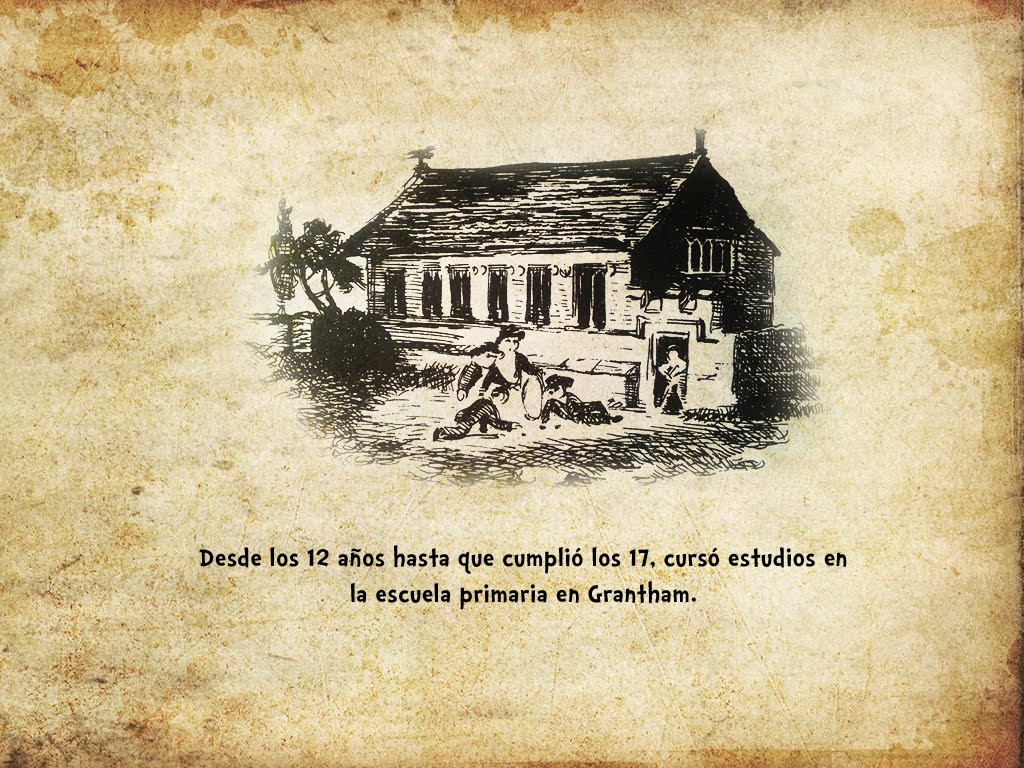 Desde los 12 años hasta que cumplió los 17, cursó estudios en
la escuela primaria en Grantham.